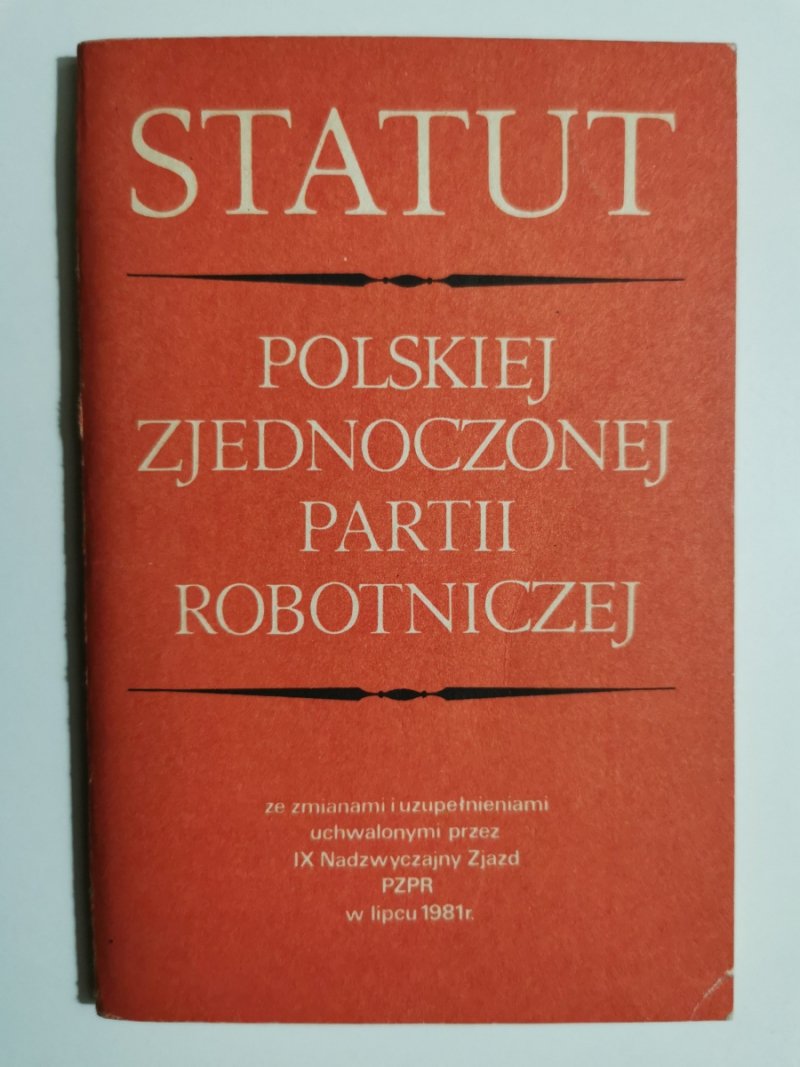 STATUT
POLSKIEJ
ZJEDNOCZONEJ
PARTII
ROBOTNICZEJ
ze zmianami i uzupełnieniami
uchwalonymi przez
IX Nadzwyczajny Zjazd
PZPR
w lipcu 1981r.